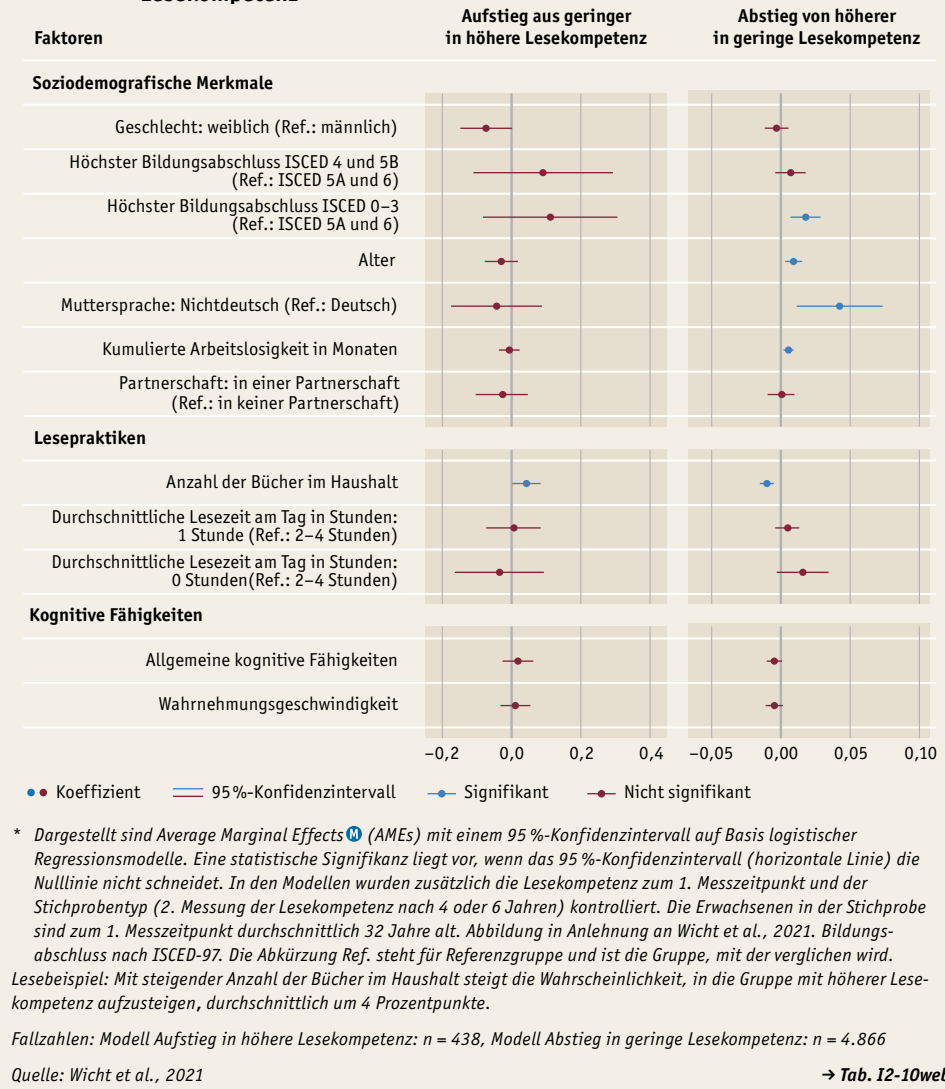 Lesekompetenz
Faktoren
Aufstieg aus geringer
in höhere Lesekompetenz
Abstieg von höherer
in geringe Lesekompetenz
Soziodemografische Merkmale
Geschlecht: weiblich (Ref.: männlich)
Höchster Bildungsabschluss ISCED 4 und 5B
(Ref.: ISCED 5A und 6)
Höchster Bildungsabschluss ISCED 0–3
(Ref.: ISCED 5A und 6)
Alter
Muttersprache: Nichtdeutsch (Ref.: Deutsch)
Kumulierte Arbeitslosigkeit in Monaten
Partnerschaft: in einer Partnerschaft
(Ref.: in keiner Partnerschaft)
Lesepraktiken
Anzahl der Bücher im Haushalt
Durchschnittliche Lesezeit am Tag in Stunden:
1 Stunde (Ref.: 2–4 Stunden)
Durchschnittliche Lesezeit am Tag in Stunden:
0 Stunden(Ref.: 2–4 Stunden)
Kognitive Fähigkeiten
Allgemeine kognitive Fähigkeiten
Wahrnehmungsgeschwindigkeit
−0,2 0,0 0,2 0,4 −0,05 0,00 0,05 0,10
Koeffizient 95 %-Konfidenzintervall Signifikant Nicht signifikant
* Dargestellt sind Average Marginal Effects M (AMEs) mit einem 95 %-Konfidenzintervall auf Basis logistischer
Regressionsmodelle. Eine statistische Signifikanz liegt vor, wenn das 95 %-Konfidenzintervall (horizontale Linie) die
Nulllinie nicht schneidet. In den Modellen wurden zusätzlich die Lesekompetenz zum 1. Messzeitpunkt und der
Stichprobentyp (2. Messung der Lesekompetenz nach 4 oder 6 Jahren) kontrolliert. Die Erwachsenen in der Stichprobe
sind zum 1. Messzeitpunkt durchschnittlich 32 Jahre alt. Abbildung in Anlehnung an Wicht et al., 2021. Bildungs-
abschluss nach ISCED-97. Die Abkürzung Ref. steht für Referenzgruppe und ist die Gruppe, mit der verglichen wird.
Lesebeispiel: Mit steigender Anzahl der Bücher im Haushalt steigt die Wahrscheinlichkeit, in die Gruppe mit höherer Lese-
kompetenz aufzusteigen, durchschnittlich um 4 Prozentpunkte.
Fallzahlen: Modell Aufstieg in höhere Lesekompetenz: n = 438, Modell Abstieg in geringe Lesekompetenz: n = 4.866
Quelle: Wicht et al., 2021
→ Tab. I2-10web